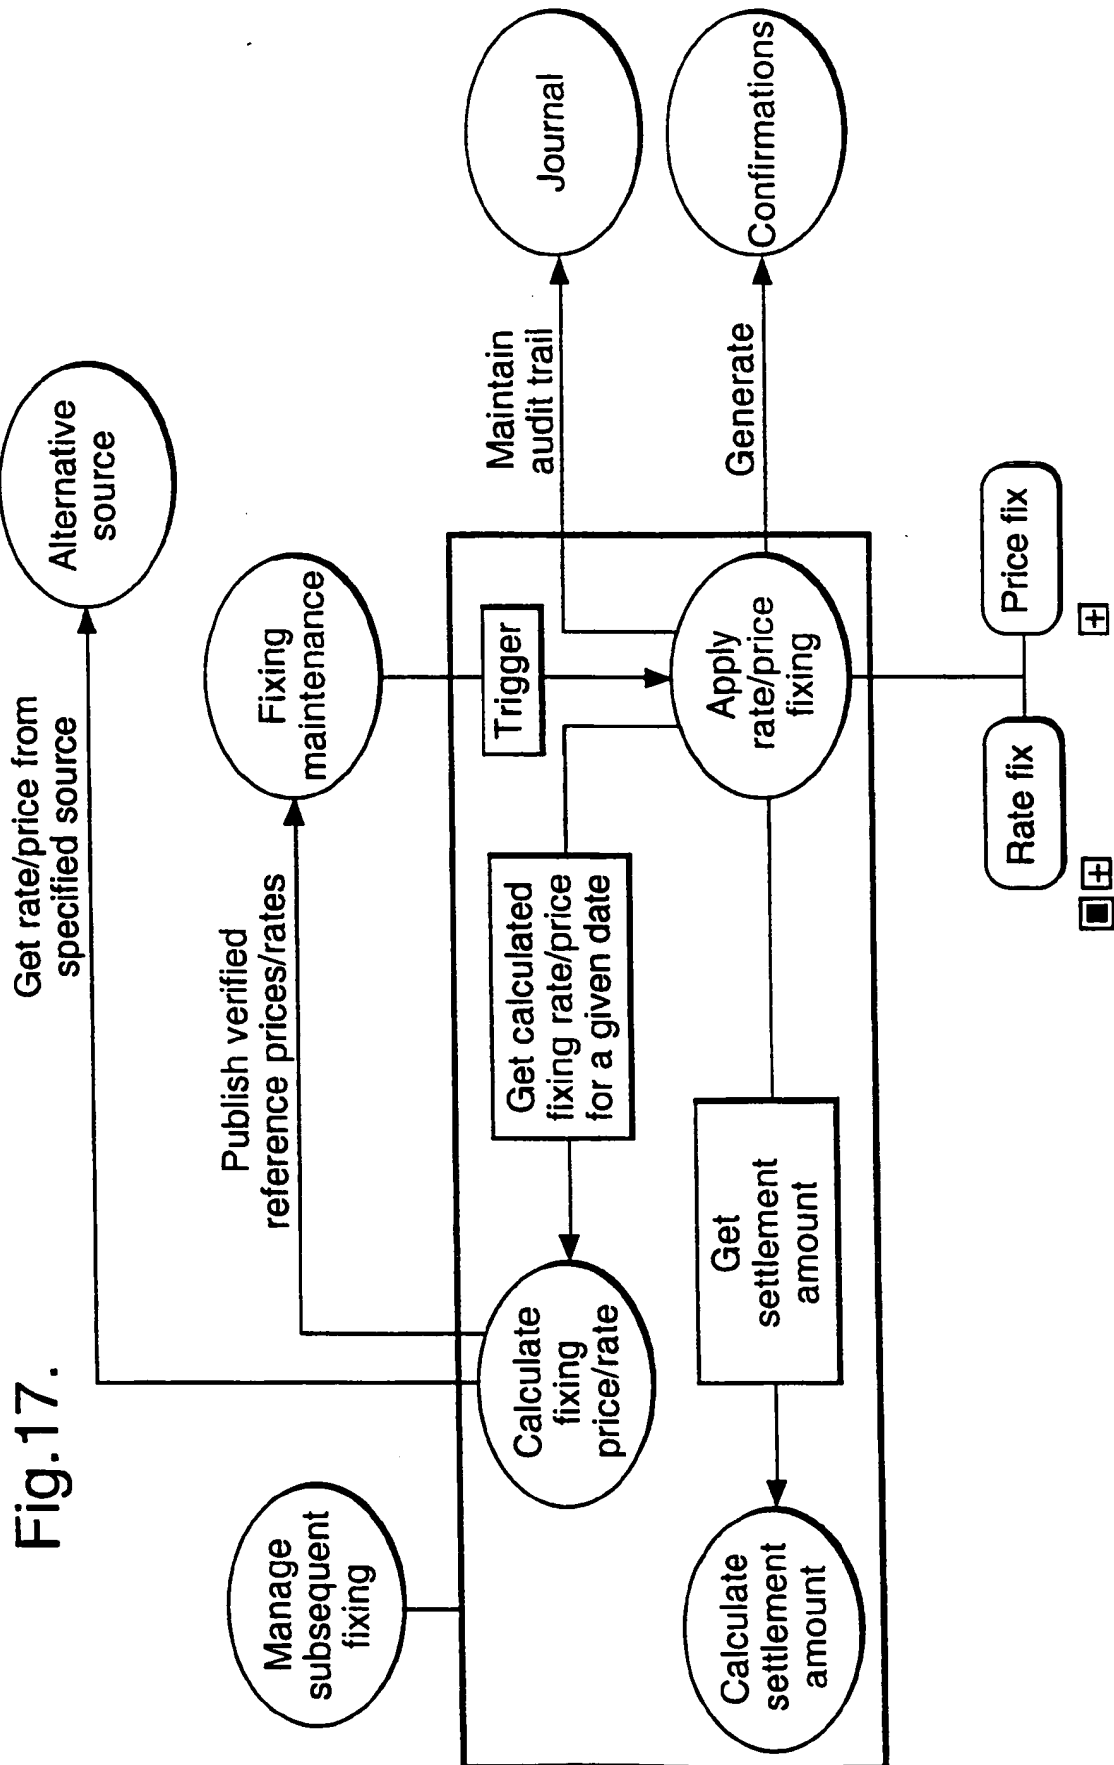 Fig.17.
Get rate/price from
specified source
Alternative
source
Publish verified
reference prices/rates
Fixing
maintenance
Manage
subsequent
fixing
Trigger
Maintain
audit trail
Journal
Calculate
fixing
price/rate
Get calculated
fixing rate/price
for a given date
Apply
rate/price
fixing
Generate
Confirmations
Calculate
settlement
amount
Get
settlement
amount
Rate fix
Price fix